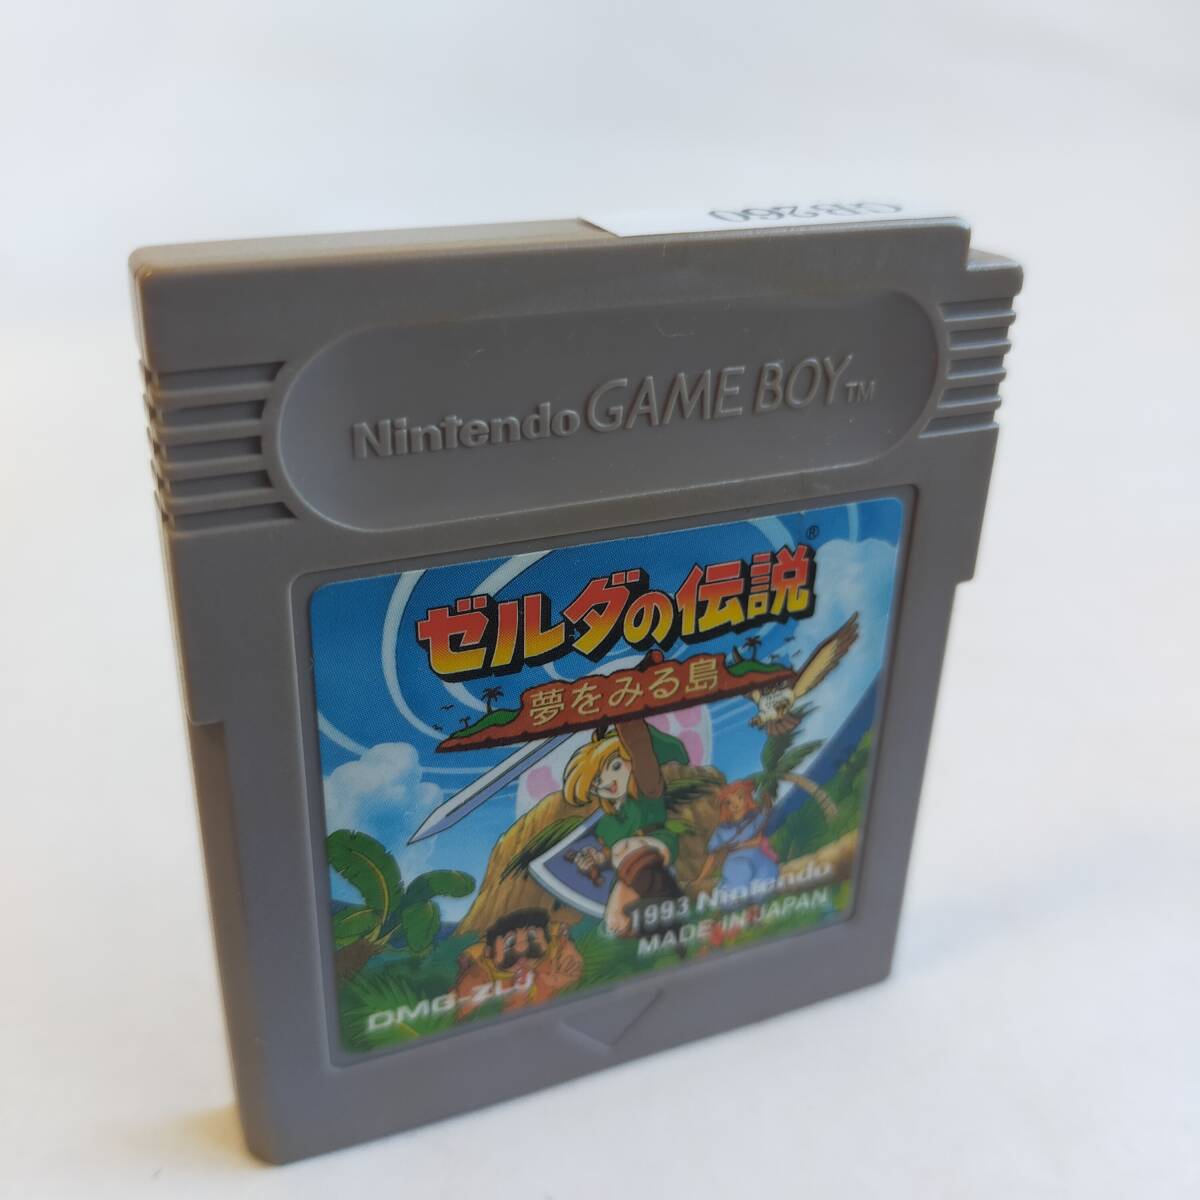 GB260
Nintendo GAME BOY™
ゼルダの伝説®
夢をみる島
©1993 Nintendo
MADE IN JAPAN
DMG-ZLJ